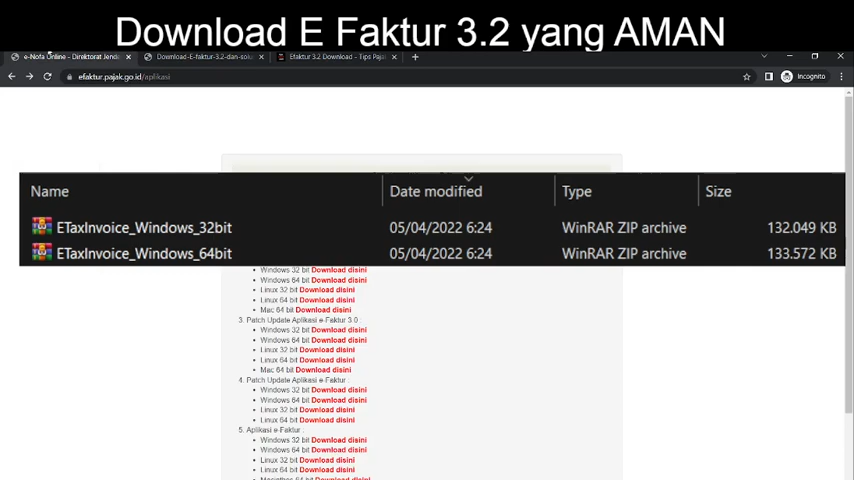 Download E Faktur 3.2 yang AMAN
e-Nofa Online - Direktorat Jende
Download-E-faktur-3.2-dan-solu
Efaktur 3.2 Download - Tips Pajak
efaktur.pajak.go.id/aplikasi
Incognito
Name Date modified Type Size
ETaxInvoice_Windows_32bit 05/04/2022 6:24 WinRAR ZIP archive 132.049 KB
ETaxInvoice_Windows_64bit 05/04/2022 6:24 WinRAR ZIP archive 133.572 KB
• Windows 32 bit Download disini
• Windows 64 bit Download disini
• Linux 32 bit Download disini
• Linux 64 bit Download disini
• Mac 64 bit Download disini
3. Patch Update Aplikasi e-Faktur 3.0 :
• Windows 32 bit Download disini
• Windows 64 bit Download disini
• Linux 32 bit Download disini
• Linux 64 bit Download disini
• Mac 64 bit Download disini
4. Patch Update Aplikasi e-Faktur :
• Windows 32 bit Download disini
• Windows 64 bit Download disini
• Linux 32 bit Download disini
• Linux 64 bit Download disini
5. Aplikasi e-Faktur :
• Windows 32 bit Download disini
• Windows 64 bit Download disini
• Linux 32 bit Download disini
• Linux 64 bit Download disini
• Macintosh 64 bit Download disini